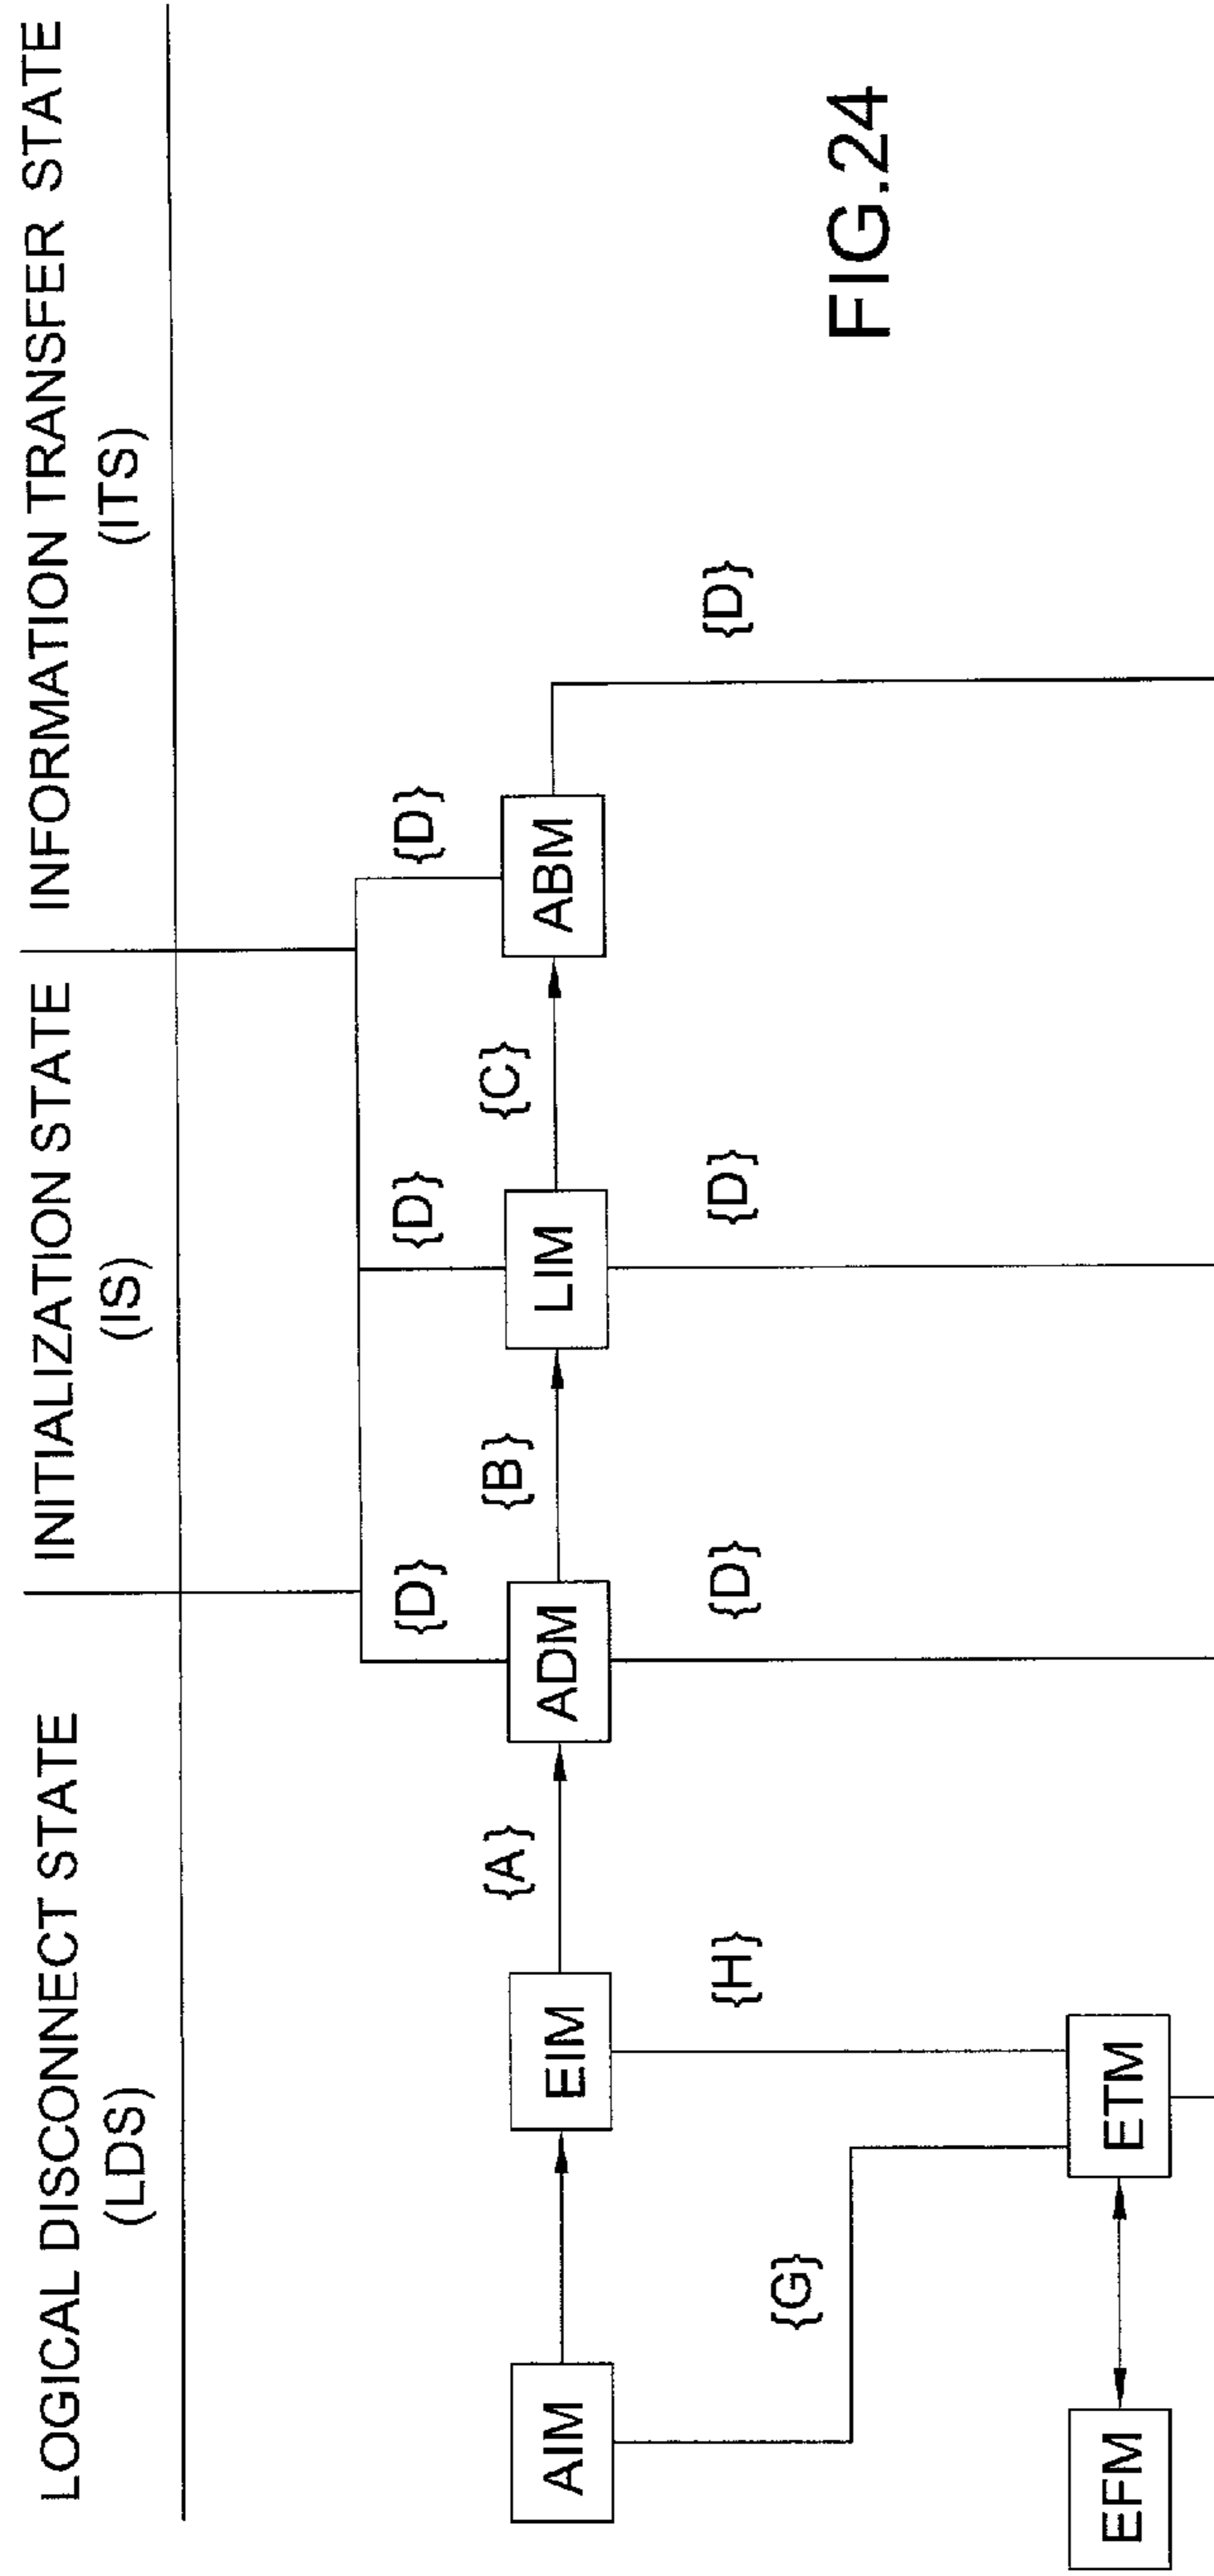 LOGICAL DISCONNECT STATE
(LDS)
INITIALIZATION STATE
(IS)
INFORMATION TRANSFER STATE
(ITS)
{D}
{D}
{D}
AIM
EIM
{A}
ADM
{B}
LIM
{C}
ABM
{G}
{H}
{D}
{D}
{D}
EFM
ETM
FIG.24